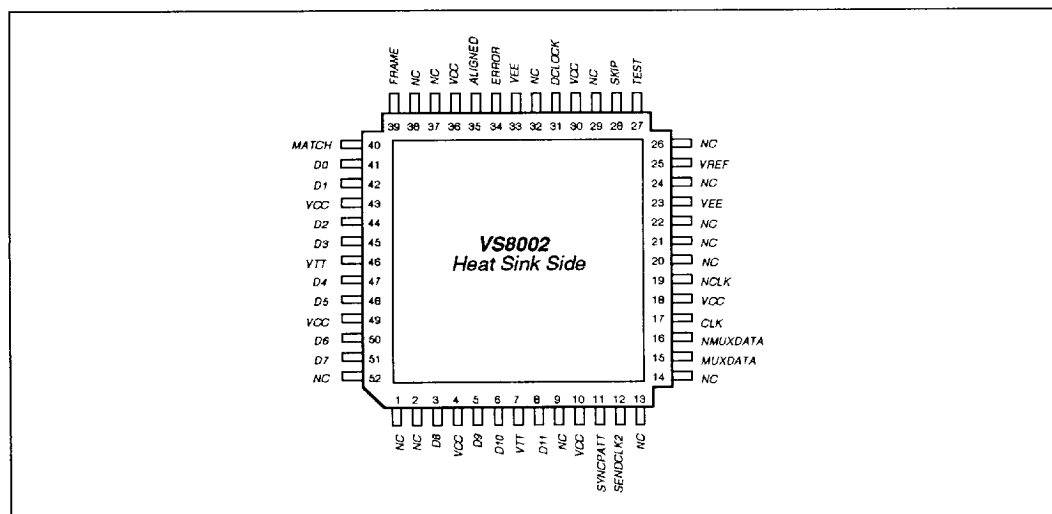 FRAME NC NC VCC ALIGNED ERROR VEE NC DCLOCK VCC NC SKIP TEST
39 38 37 36 35 34 33 32 31 30 29 28 27
MATCH 40
D0 41
D1 42
VCC 43
D2 44
D3 45
VTT 46
D4 47
D5 48
VCC 49
D6 50
D7 51
NC 52
VS8002
Heat Sink Side
26 NC
25 VREF
24 NC
23 VEE
22 NC
21 NC
20 NC
19 NCLK
18 VCC
17 CLK
16 NMUXDATA
15 MUXDATA
14 NC
1 2 3 4 5 6 7 8 9 10 11 12 13
NC NC D8 VCC D9 D10 VTT D11 NC VCC SYNCPATT SENDCLK2 NC